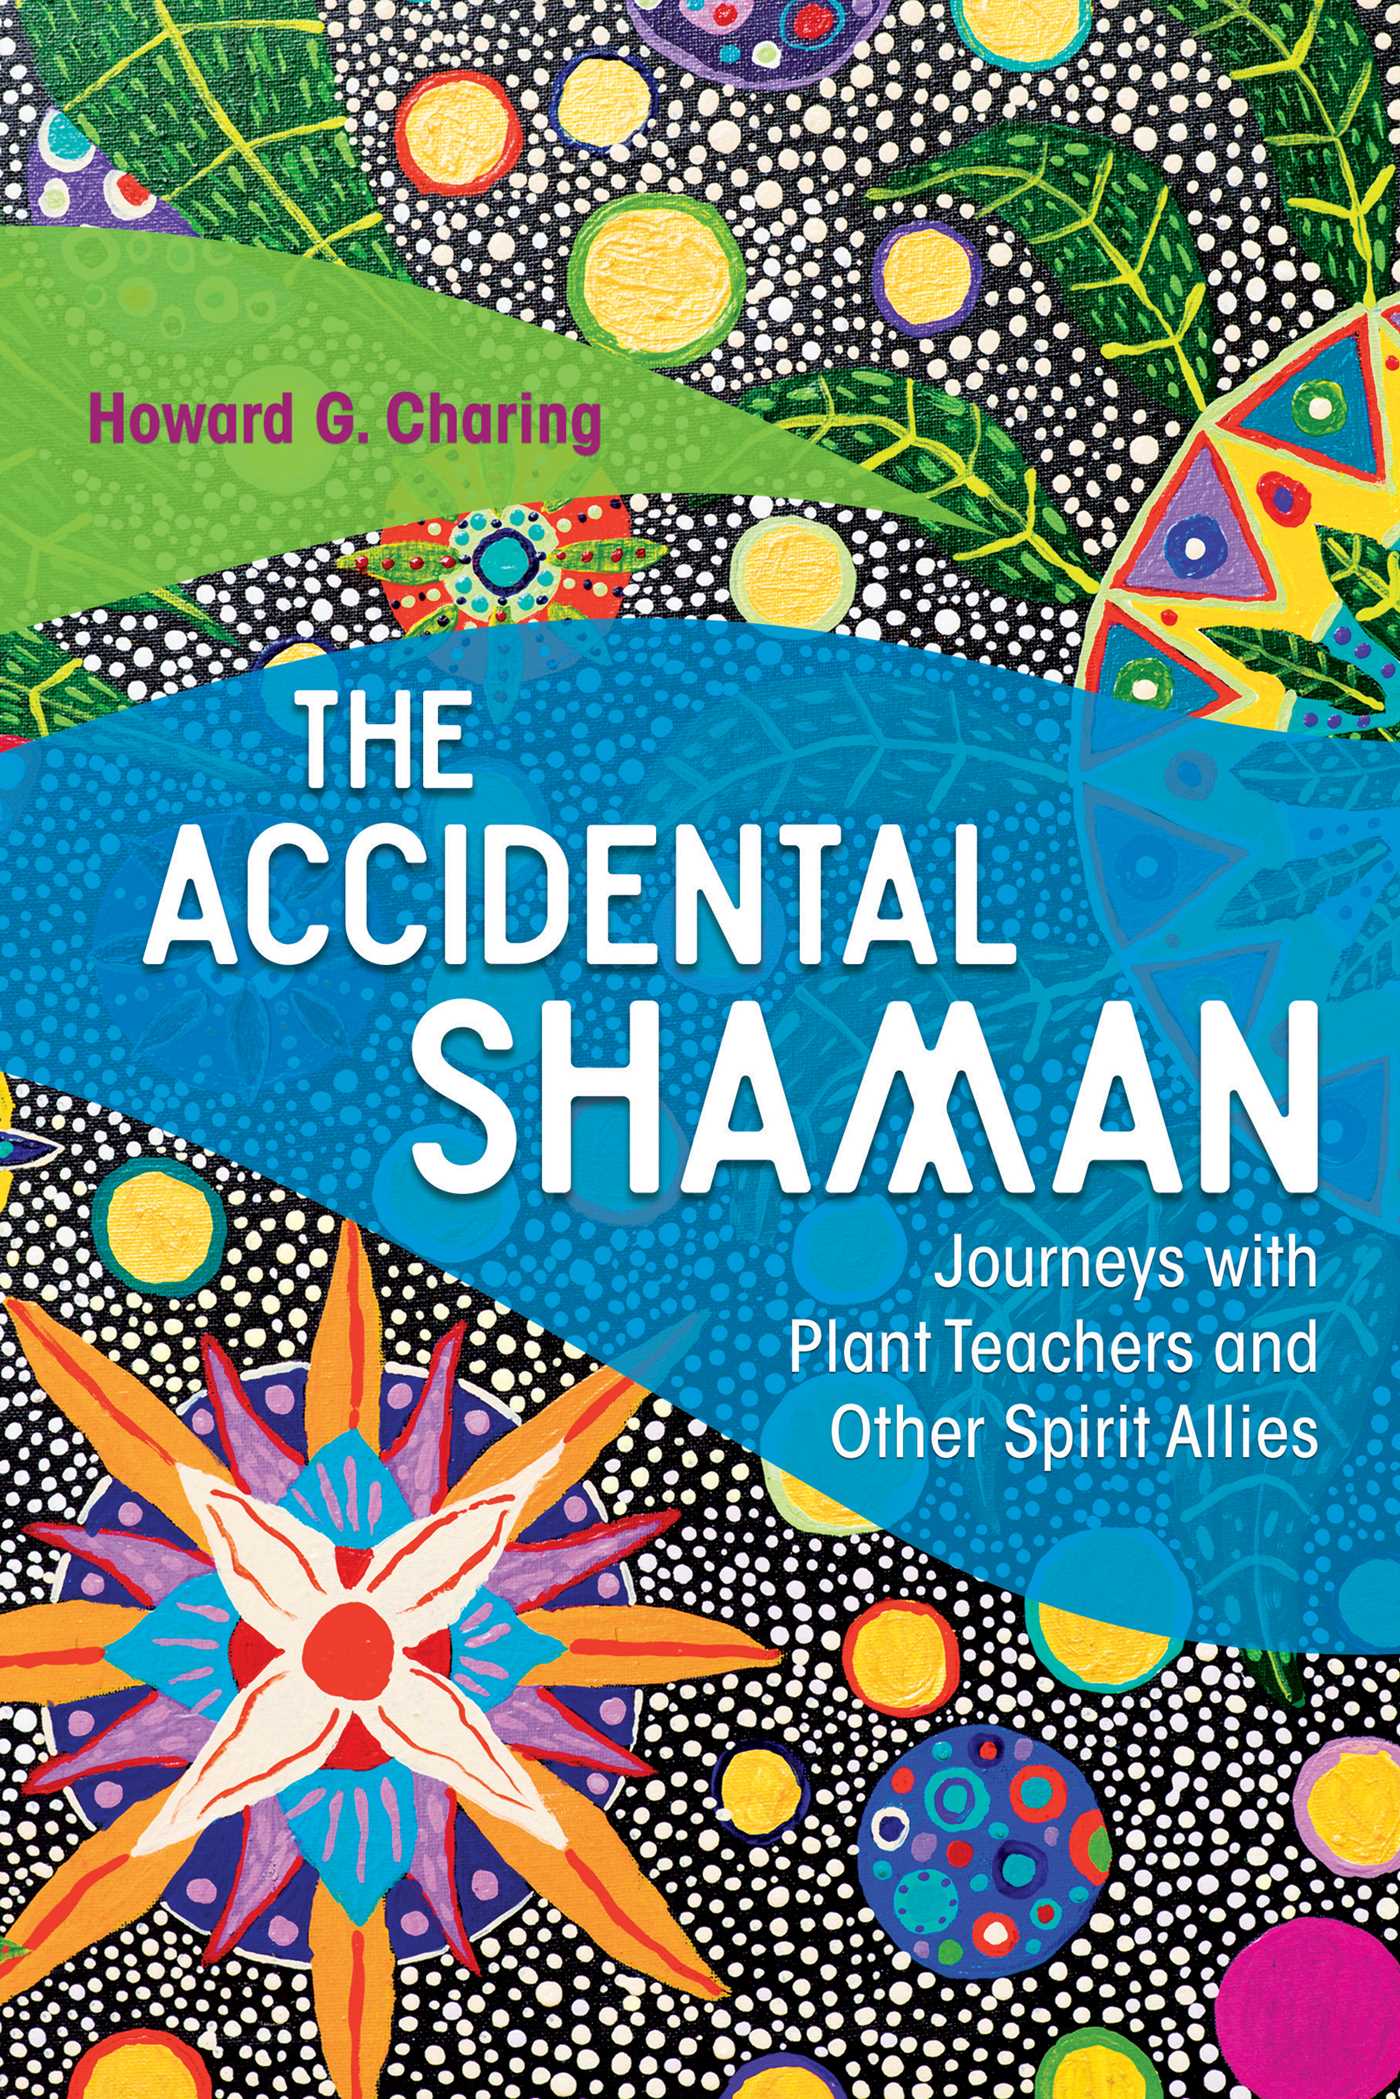 Howard G. Charing
THE
ACCIDENTAL
SHAMAN
Journeys with
Plant Teachers and
Other Spirit Allies